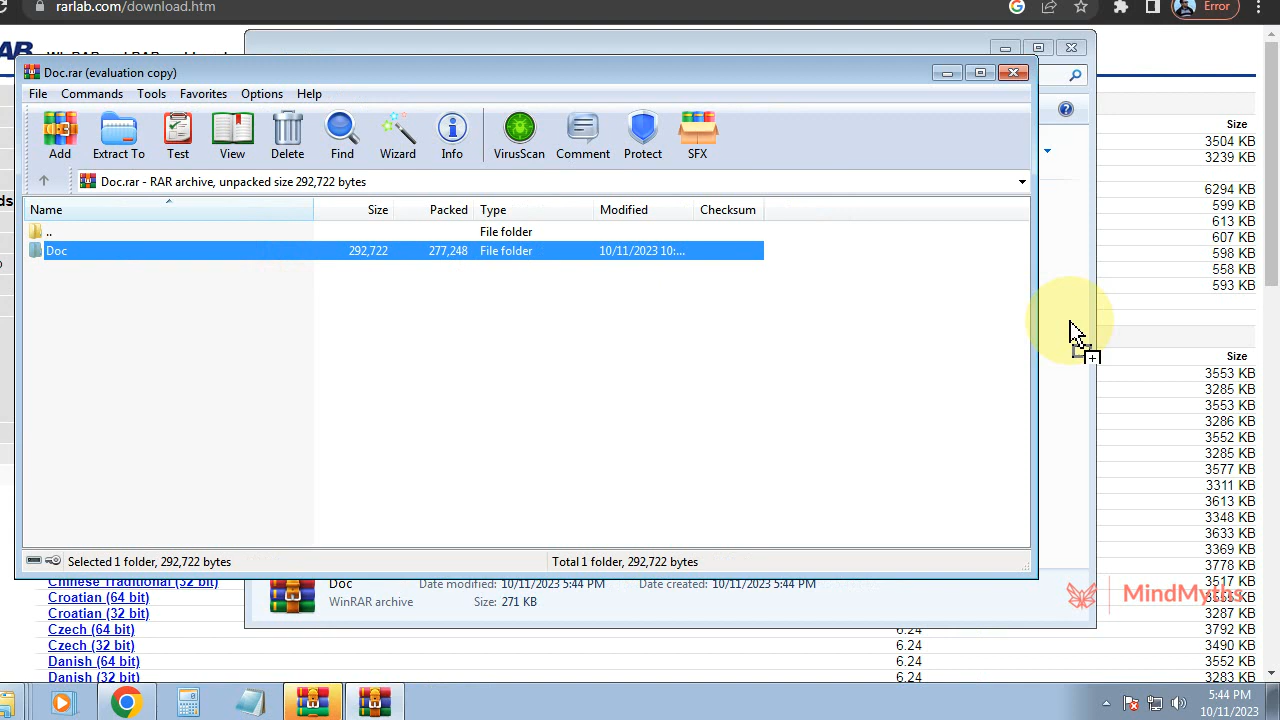 rarlab.com/download.htm
Error
Doc.rar (evaluation copy)
File Commands Tools Favorites Options Help
Add Extract To Test View Delete Find Wizard Info VirusScan Comment Protect SFX
Doc.rar - RAR archive, unpacked size 292,722 bytes
Name Size Packed Type Modified Checksum
.. File folder
Doc 292,722 277,248 File folder 10/11/2023 10:...
Selected 1 folder, 292,722 bytes Total 1 folder, 292,722 bytes
Size
3504 KB
3239 KB
6294 KB
599 KB
613 KB
607 KB
598 KB
558 KB
593 KB
Size
3553 KB
3285 KB
3553 KB
3286 KB
3552 KB
3285 KB
3577 KB
3311 KB
3613 KB
3348 KB
3633 KB
3369 KB
3778 KB
3517 KB
Doc Date modified: 10/11/2023 5:44 PM Date created: 10/11/2023 5:44 PM
WinRAR archive Size: 271 KB
MindMyths
Chinese Traditional (32 bit)
Croatian (64 bit)
Croatian (32 bit) 3287 KB
Czech (64 bit) 6.24 3792 KB
Czech (32 bit) 6.24 3490 KB
Danish (64 bit) 6.24 3552 KB
Danish (32 bit) 6.24 3283 KB
5:44 PM
10/11/2023